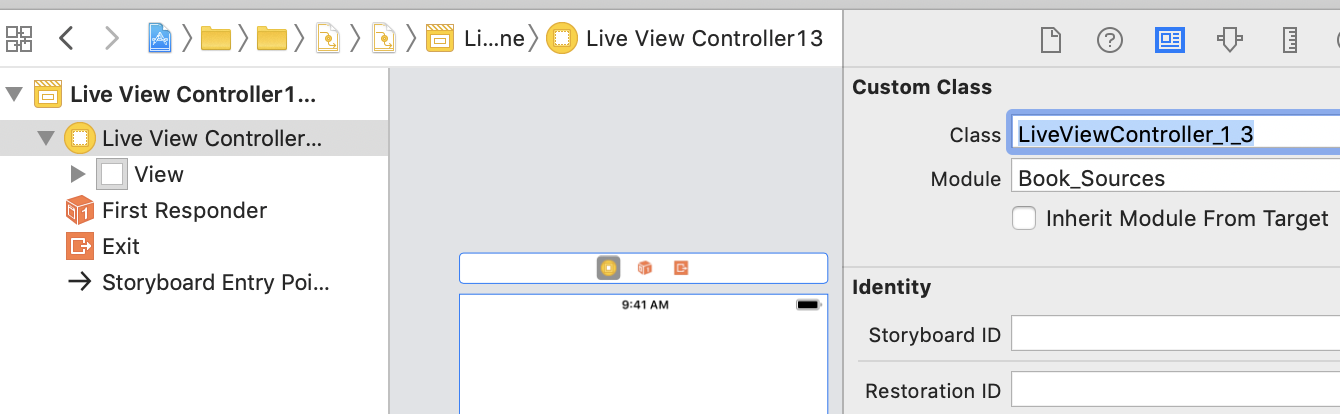 Li...ne
Live View Controller13
Live View Controller1...
Live View Controller...
View
First Responder
Exit
Storyboard Entry Poi...
9:41 AM
Custom Class
Class LiveViewController_1_3
Module Book_Sources
Inherit Module From Target
Identity
Storyboard ID
Restoration ID